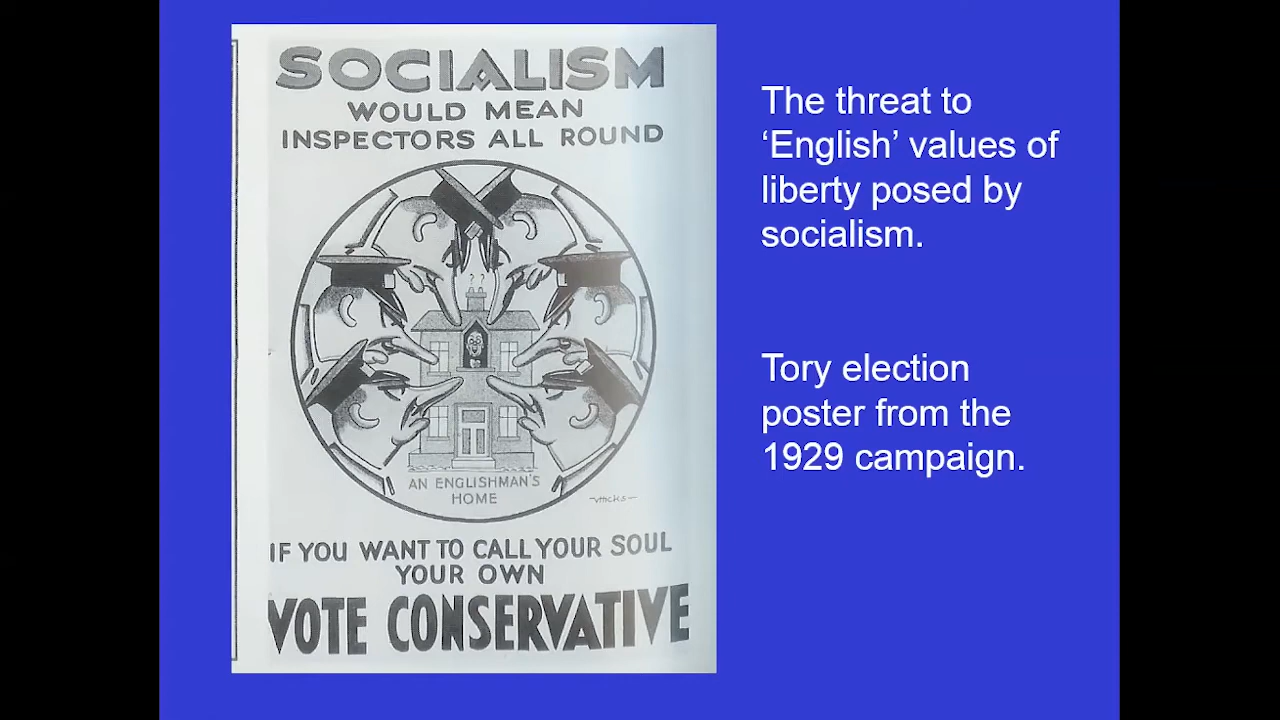 SOCIALISM
WOULD MEAN
INSPECTORS ALL ROUND
? ?
AN ENGLISHMAN'S
HOME
IF YOU WANT TO CALL YOUR SOUL
YOUR OWN
VOTE CONSERVATIVE
The threat to
‘English’ values of
liberty posed by
socialism.
Tory election
poster from the
1929 campaign.